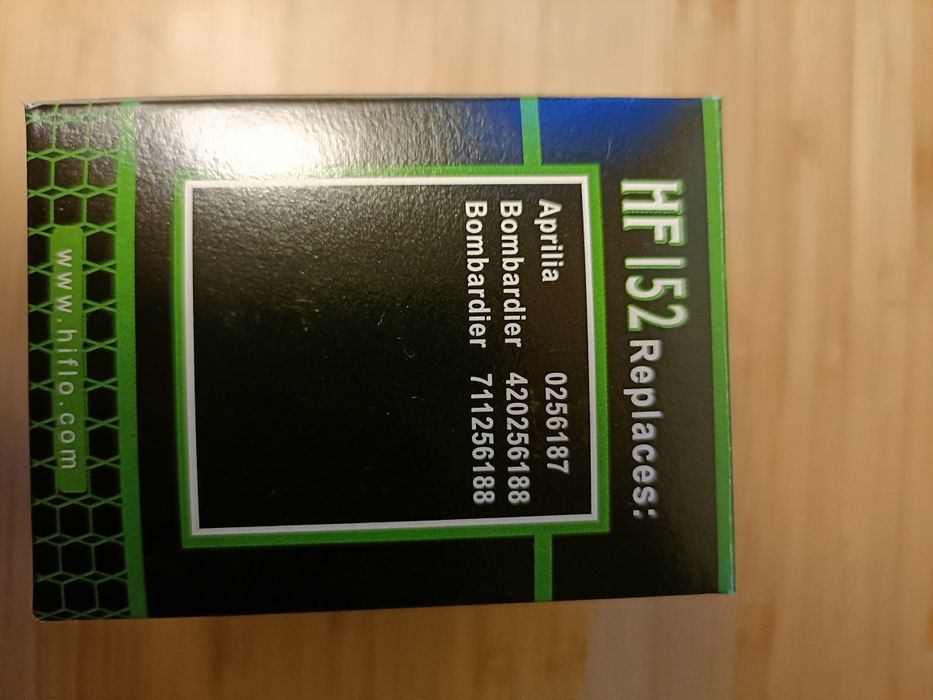 HF152 Replaces:
Aprilia 0256187
Bombardier 420256188
Bombardier 711256188
www.hiflo.com